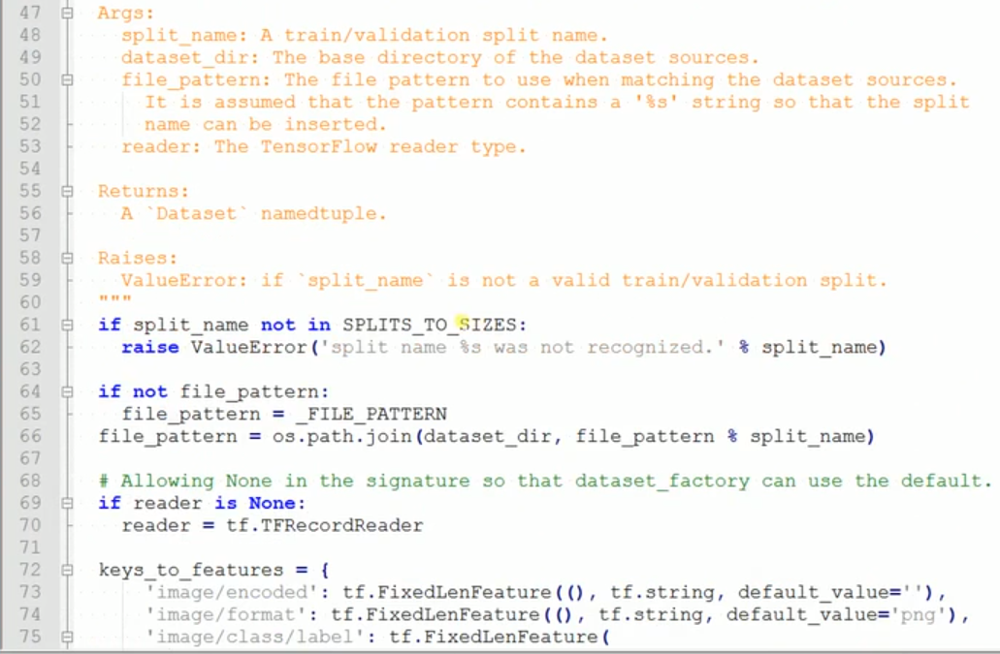 47 Args:
48 split_name: A train/validation split name.
49 dataset_dir: The base directory of the dataset sources.
50 file_pattern: The file pattern to use when matching the dataset sources.
51 It is assumed that the pattern contains a '%s' string so that the split
52 name can be inserted.
53 reader: The TensorFlow reader type.
54
55 Returns:
56 A `Dataset` namedtuple.
57
58 Raises:
59 ValueError: if `split_name` is not a valid train/validation split.
60 """
61 if split_name not in SPLITS_TO_SIZES:
62 raise ValueError('split name %s was not recognized.' % split_name)
63
64 if not file_pattern:
65 file_pattern = _FILE_PATTERN
66 file_pattern = os.path.join(dataset_dir, file_pattern % split_name)
67
68 # Allowing None in the signature so that dataset_factory can use the default.
69 if reader is None:
70 reader = tf.TFRecordReader
71
72 keys_to_features = {
73 'image/encoded': tf.FixedLenFeature((), tf.string, default_value=''),
74 'image/format': tf.FixedLenFeature((), tf.string, default_value='png'),
75 'image/class/label': tf.FixedLenFeature(